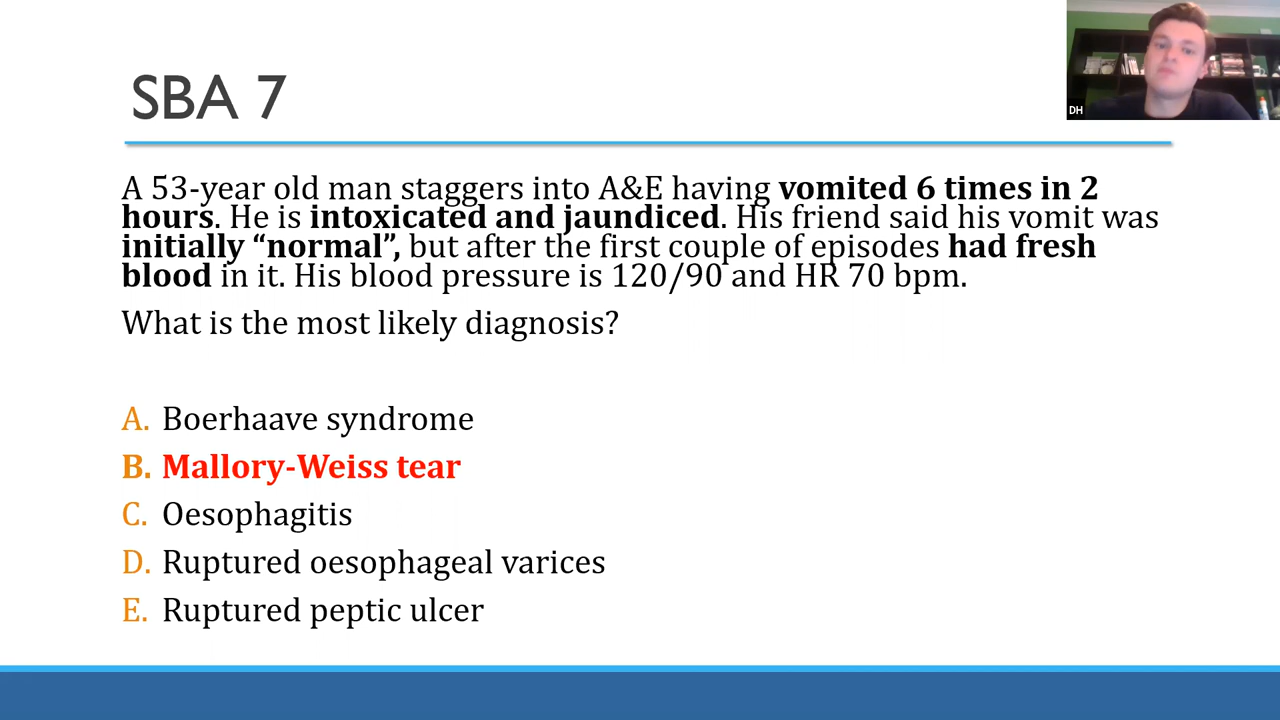 SBA 7
DH
A 53-year old man staggers into A&E having vomited 6 times in 2
hours. He is intoxicated and jaundiced. His friend said his vomit was
initially “normal”, but after the first couple of episodes had fresh
blood in it. His blood pressure is 120/90 and HR 70 bpm.
What is the most likely diagnosis?
A. Boerhaave syndrome
B. Mallory-Weiss tear
C. Oesophagitis
D. Ruptured oesophageal varices
E. Ruptured peptic ulcer